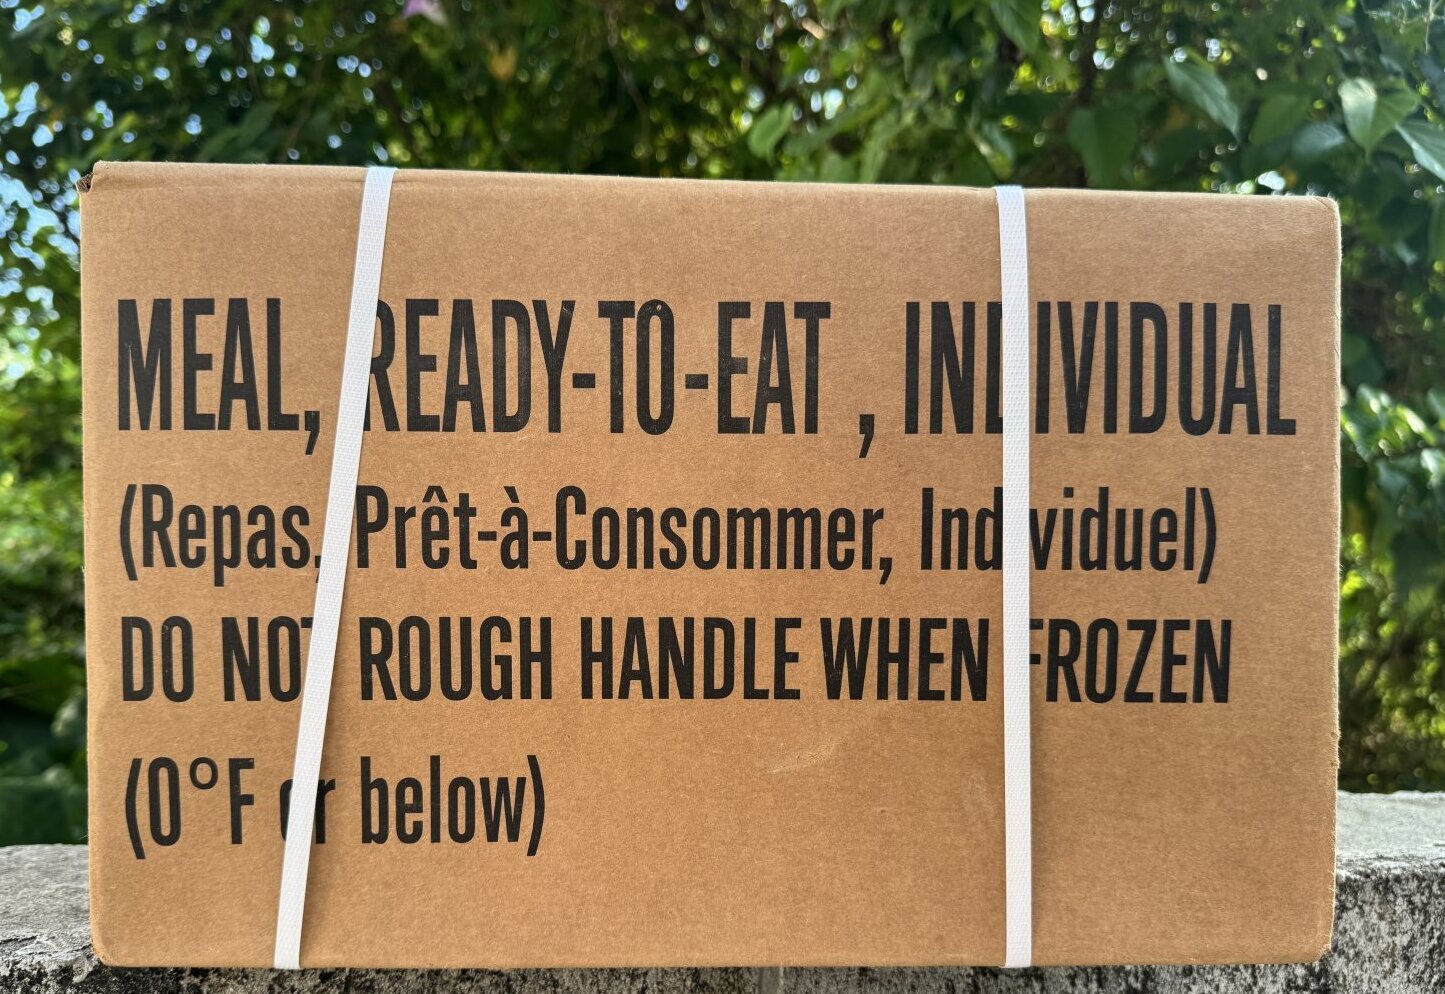 MEAL, READY-TO-EAT , INDIVIDUAL
(Repas, Prêt-à-Consommer, Individuel)
DO NOT ROUGH HANDLE WHEN FROZEN
(0°F or below)